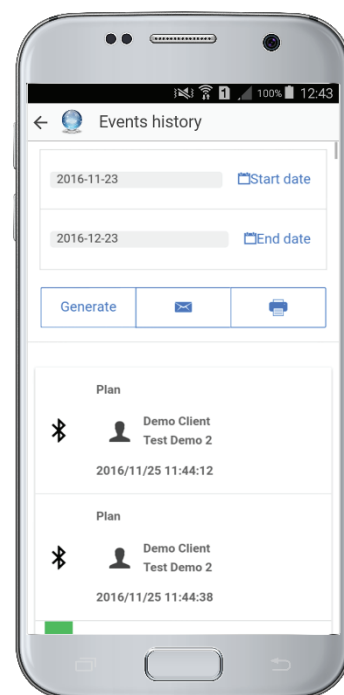 1 100% 12:43
Events history
2016-11-23 Start date
2016-12-23 End date
Generate
Plan
Demo Client
Test Demo 2
2016/11/25 11:44:12
Plan
Demo Client
Test Demo 2
2016/11/25 11:44:38